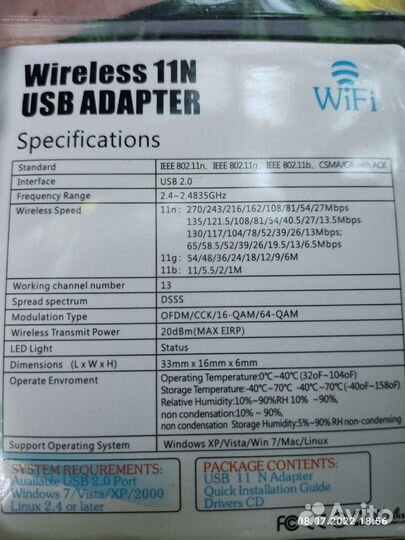 Wireless 11N
USB ADAPTER
WiFi
Specifications
Standard IEEE 802.11n、IEEE 802.11g、IEEE 802.11b、CSMA/CA with ACK
Interface USB 2.0
Frequency Range 2.4~2.4835GHz
Wireless Speed 11n: 270/243/216/162/108/81/54/27Mbps
135/121.5/108/81/54/40.5/27/13.5Mbps
130/117/104/78/52/39/26/13Mbps;
65/58.5/52/39/26/19.5/13/6.5Mbps
11g: 54/48/36/24/18/12/9/6M
11b: 11/5.5/2/1M
Working channel number 13
Spread spectrum DSSS
Modulation Type OFDM/CCK/16-QAM/64-QAM
Wireless Transmit Power 20dBm(MAX EIRP)
LED Light Status
Dimensions (L x W x H) 33mm x 16mm x 6mm
Operate Enviroment Operating Temperature:0℃~40℃ (32oF~104oF)
Storage Temperature:-40℃~70℃ -40℃~70℃(-40oF~158oF)
Relative Humidity:10%~90%RH 10% ~90%,
non condensation:10% ~ 90%,
non condensation Storage Humidity:5%~90% RH non-condensing
Support Operating System Windows XP/Vista/Win 7/Mac/Linux
SYSTEM REQUIREMENTS:
Auailable USB 2.0 Port
Windows 7/Vista/XP/2000
Linux 2.4 or later
PACKAGE CONTENTS:
USB 11 N Adapter
Quick Installation Guide
Drivers CD
FC
08.07.2022 18:56
Avito